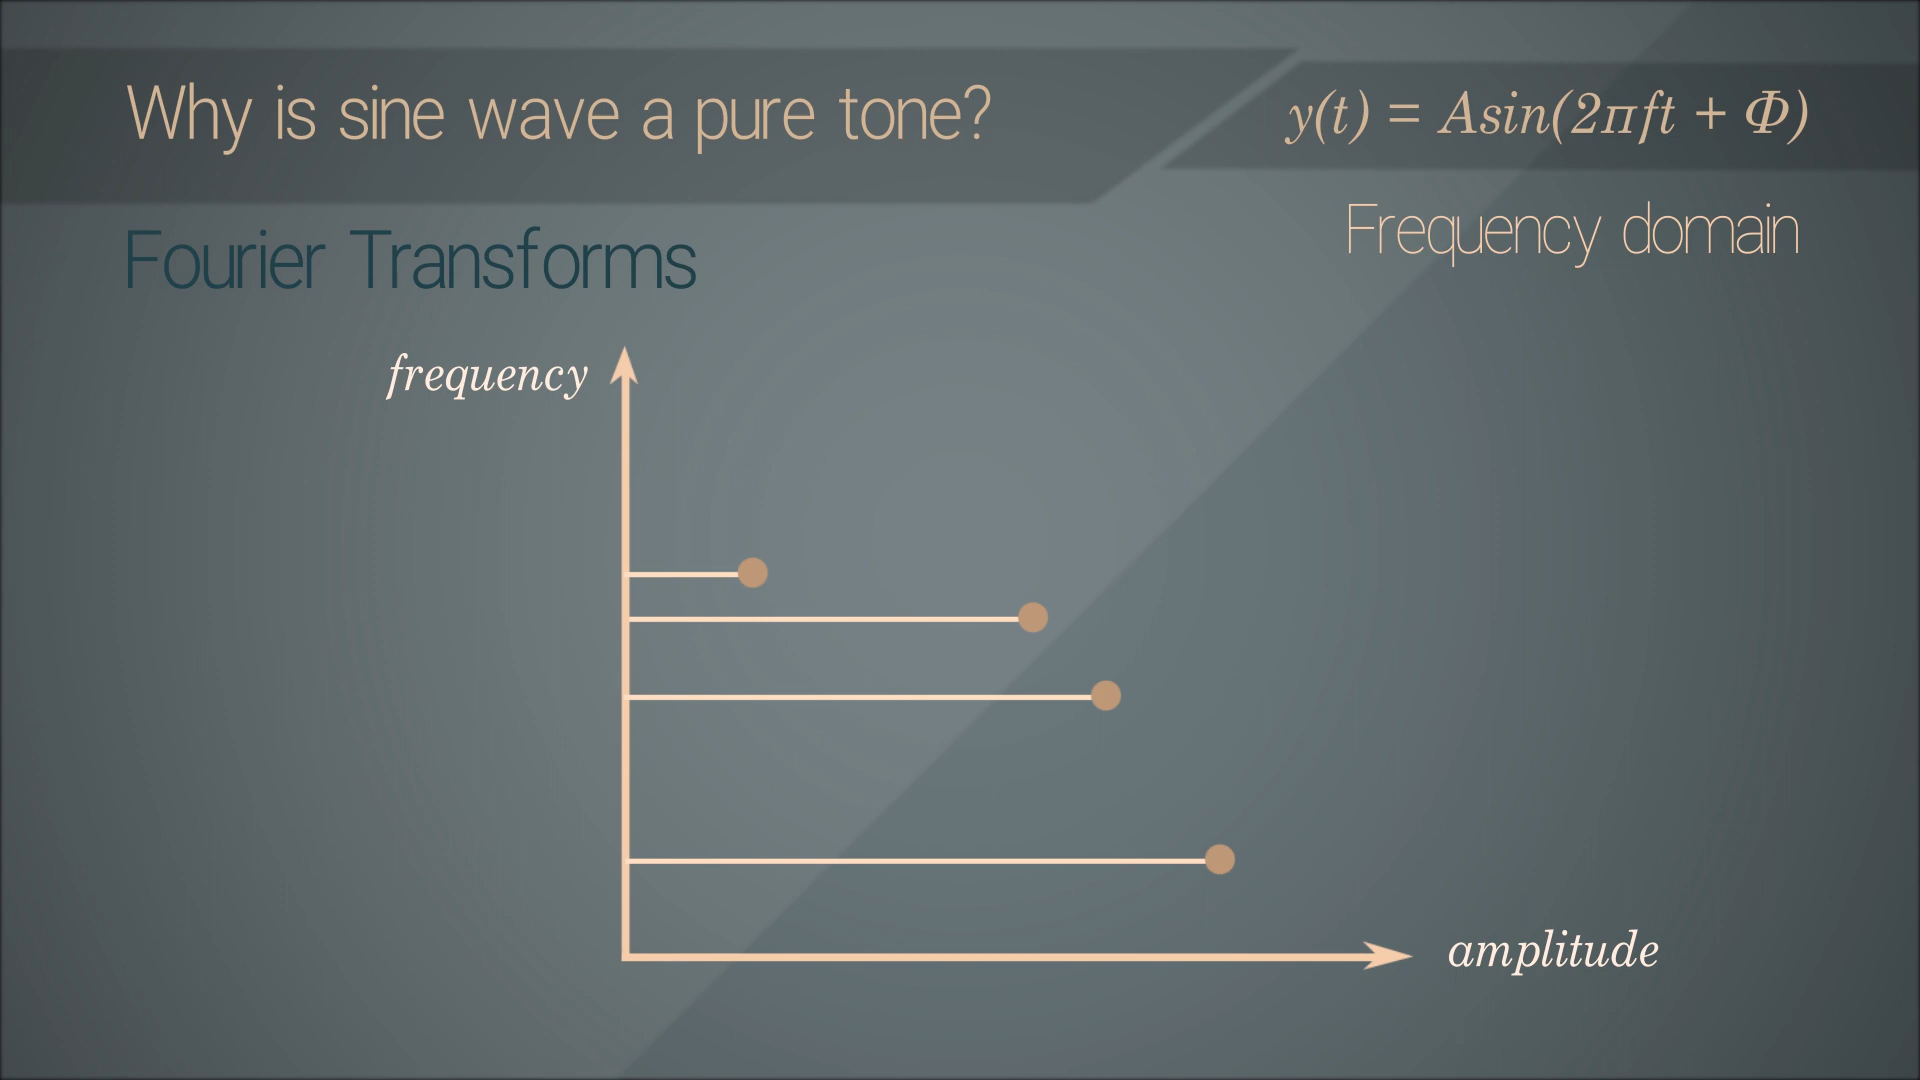 Why is sine wave a pure tone?
y(t) = Asin(2πft + Φ)
Frequency domain
Fourier Transforms
frequency
amplitude